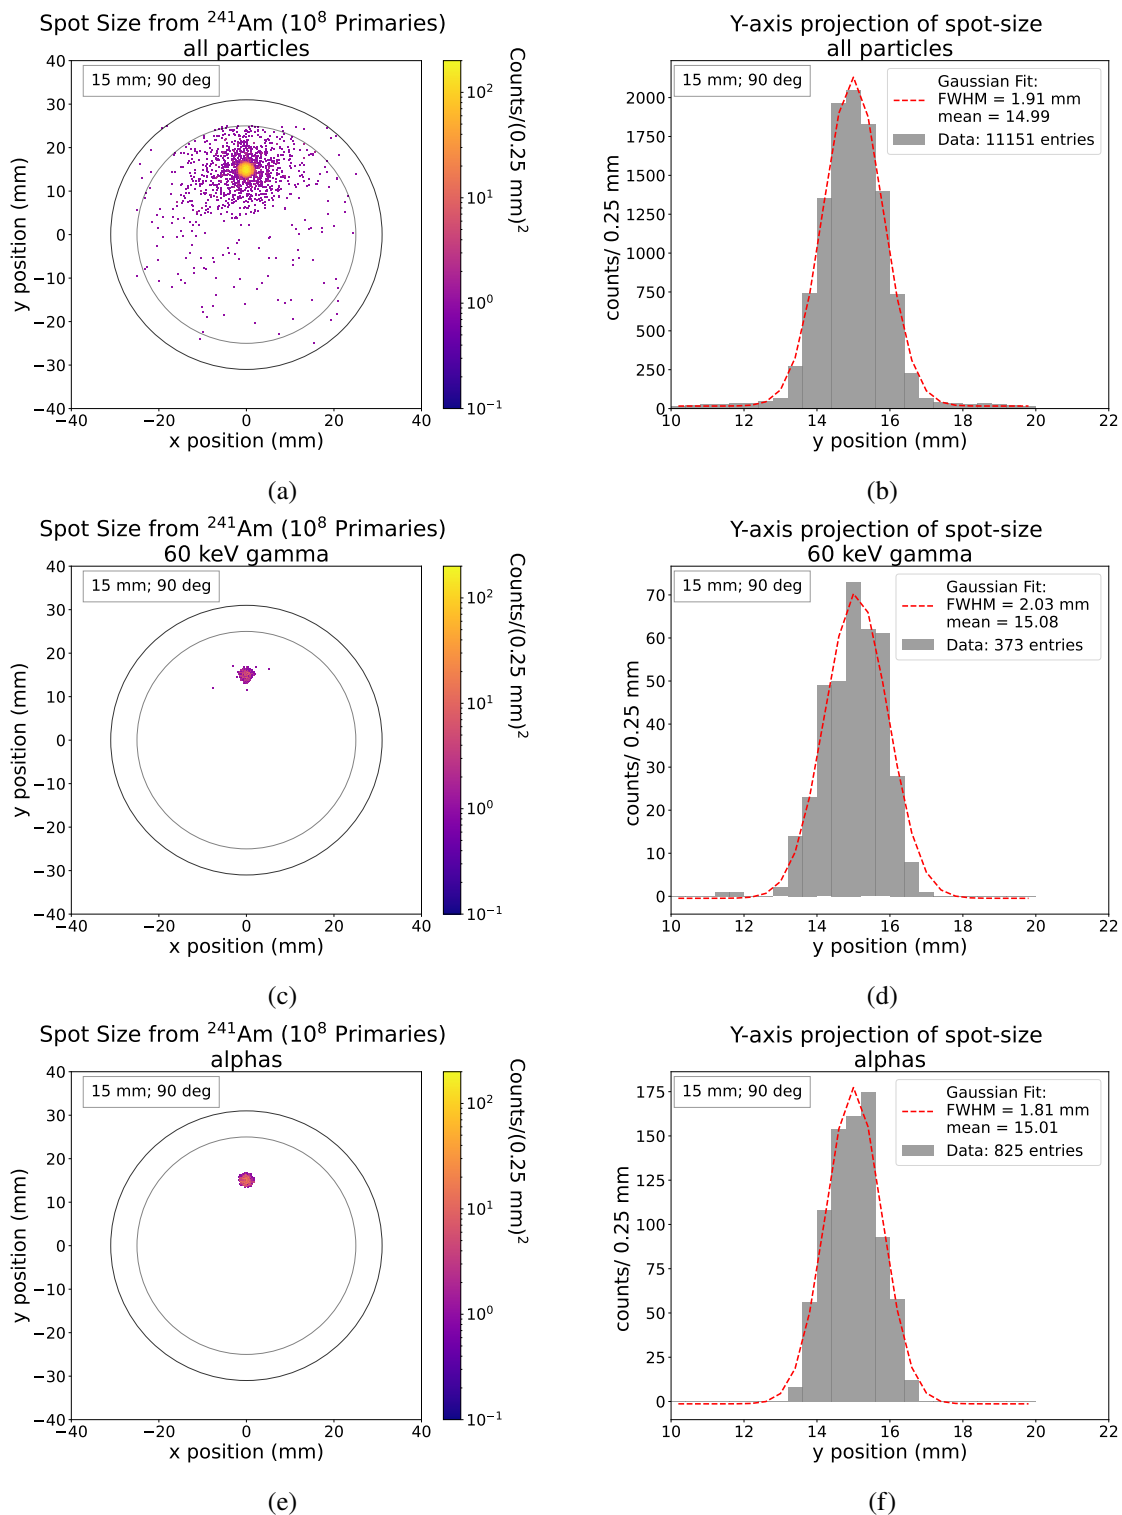 Spot Size from ²⁴¹Am (10⁸ Primaries)
all particles
15 mm; 90 deg
40
30
20
10
0
−10
−20
−30
−40
y position (mm)
−40
−20
0
20
40
x position (mm)
10²
10¹
10⁰
10⁻¹
Counts/(0.25 mm)²
(a)
Y-axis projection of spot-size
all particles
15 mm; 90 deg
Gaussian Fit:
FWHM = 1.91 mm
mean = 14.99
Data: 11151 entries
2000
1750
1500
1250
1000
750
500
250
0
counts/ 0.25 mm
10
12
14
16
18
20
22
y position (mm)
(b)
Spot Size from ²⁴¹Am (10⁸ Primaries)
60 keV gamma
15 mm; 90 deg
40
30
20
10
0
−10
−20
−30
−40
y position (mm)
−40
−20
0
20
40
x position (mm)
10²
10¹
10⁰
10⁻¹
Counts/(0.25 mm)²
(c)
Y-axis projection of spot-size
60 keV gamma
15 mm; 90 deg
Gaussian Fit:
FWHM = 2.03 mm
mean = 15.08
Data: 373 entries
70
60
50
40
30
20
10
0
counts/ 0.25 mm
10
12
14
16
18
20
22
y position (mm)
(d)
Spot Size from ²⁴¹Am (10⁸ Primaries)
alphas
15 mm; 90 deg
40
30
20
10
0
−10
−20
−30
−40
y position (mm)
−40
−20
0
20
40
x position (mm)
10²
10¹
10⁰
10⁻¹
Counts/(0.25 mm)²
(e)
Y-axis projection of spot-size
alphas
15 mm; 90 deg
Gaussian Fit:
FWHM = 1.81 mm
mean = 15.01
Data: 825 entries
175
150
125
100
75
50
25
0
counts/ 0.25 mm
10
12
14
16
18
20
22
y position (mm)
(f)